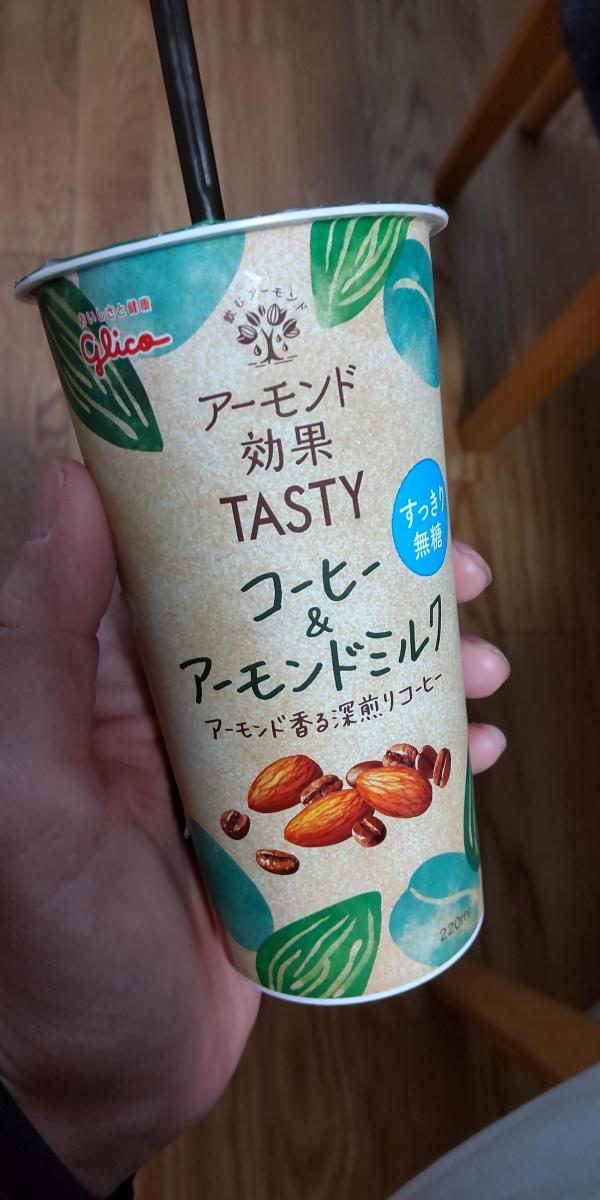 おいしさと健康
Glico
飲むアーモンド
アーモンド
効果
TASTY
すっきり
無糖
コーヒー
&
アーモンドミルク
アーモンド香る深煎りコーヒー
220ml